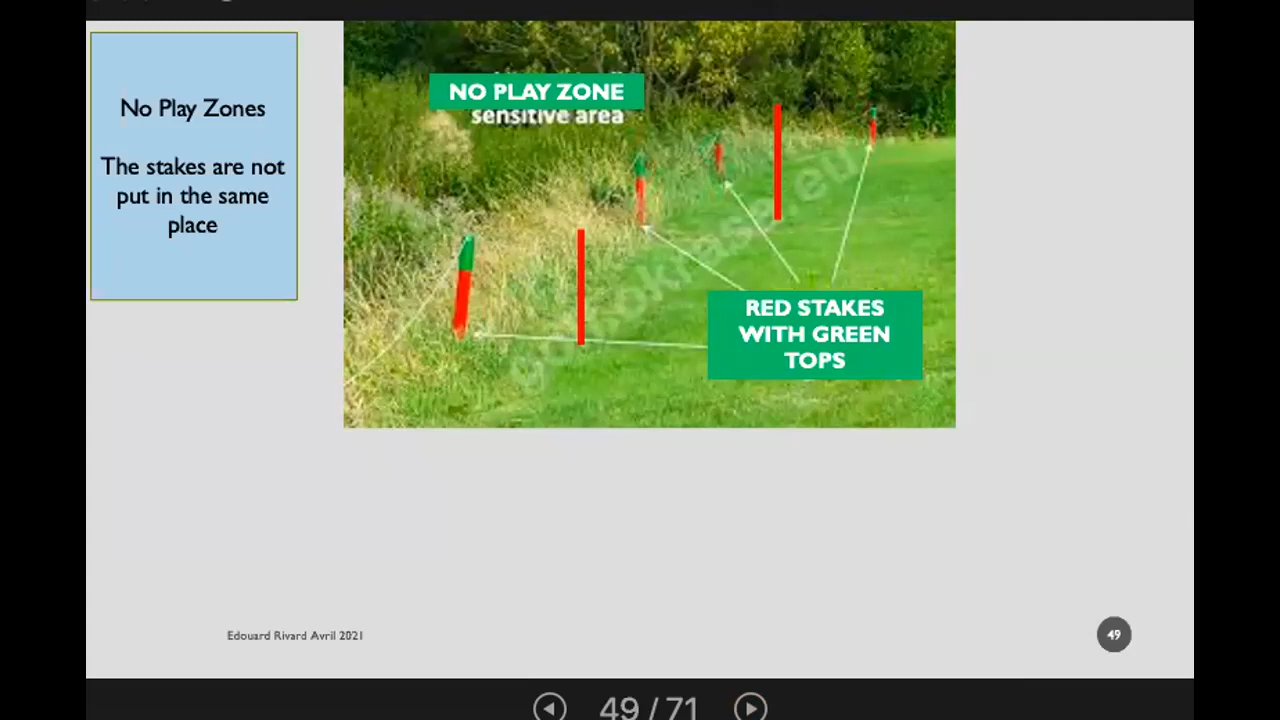 No Play Zones
The stakes are not
put in the same
place
NO PLAY ZONE
sensitive area
RED STAKES
WITH GREEN
TOPS
Edouard Rivard Avril 2021
49
49 / 71